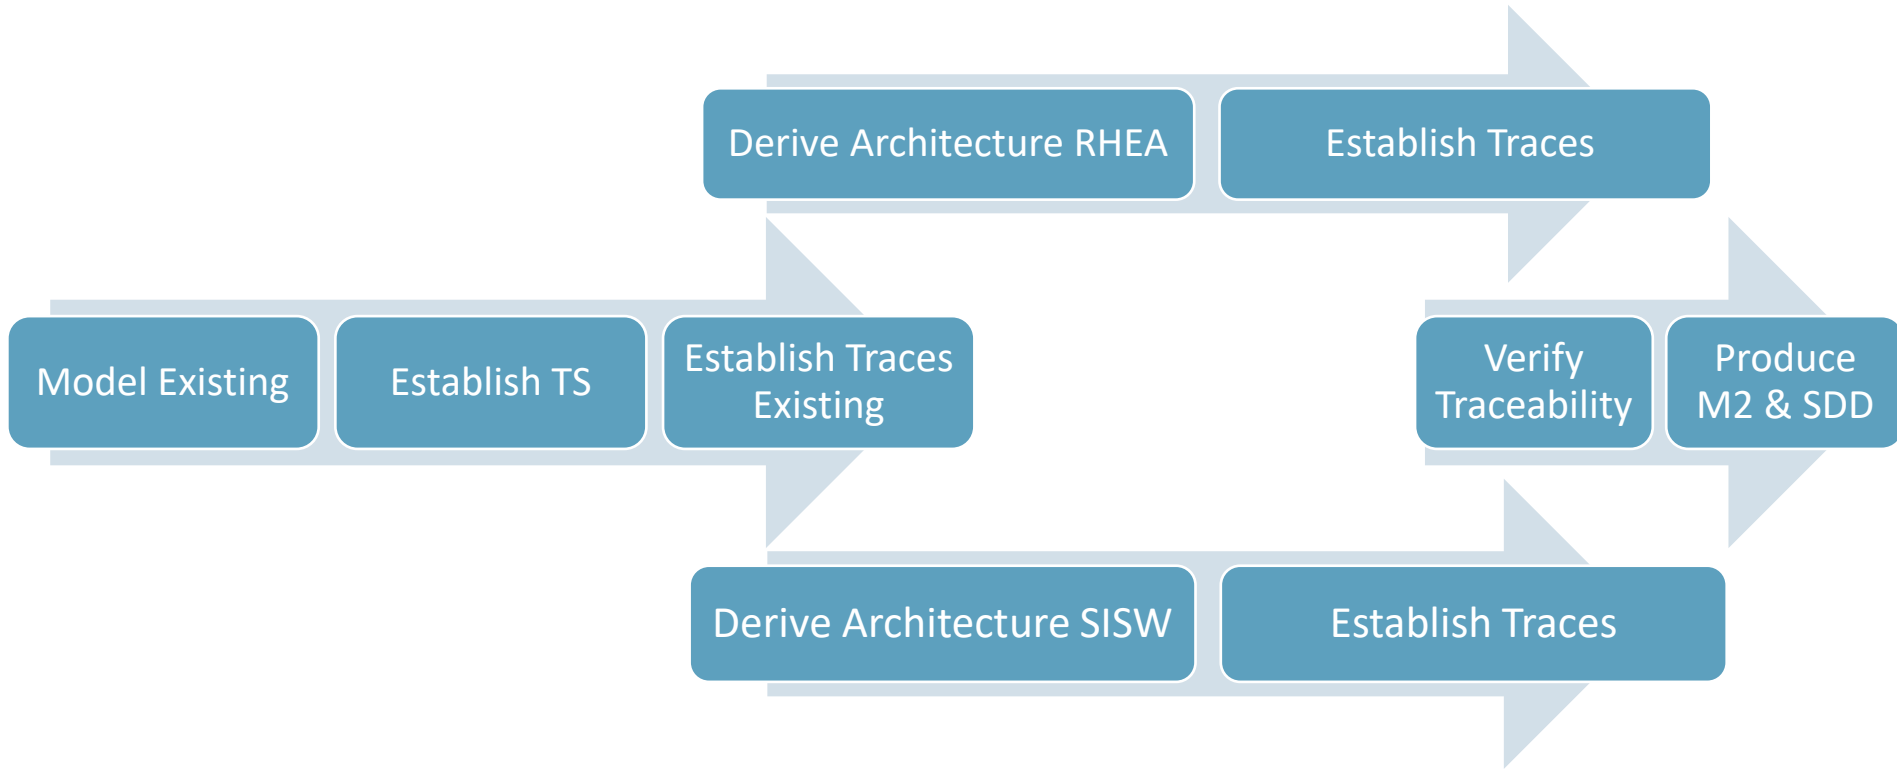 Derive Architecture RHEA
Establish Traces
Model Existing
Establish TS
Establish Traces
Existing
Verify
Traceability
Produce
M2 & SDD
Derive Architecture SISW
Establish Traces